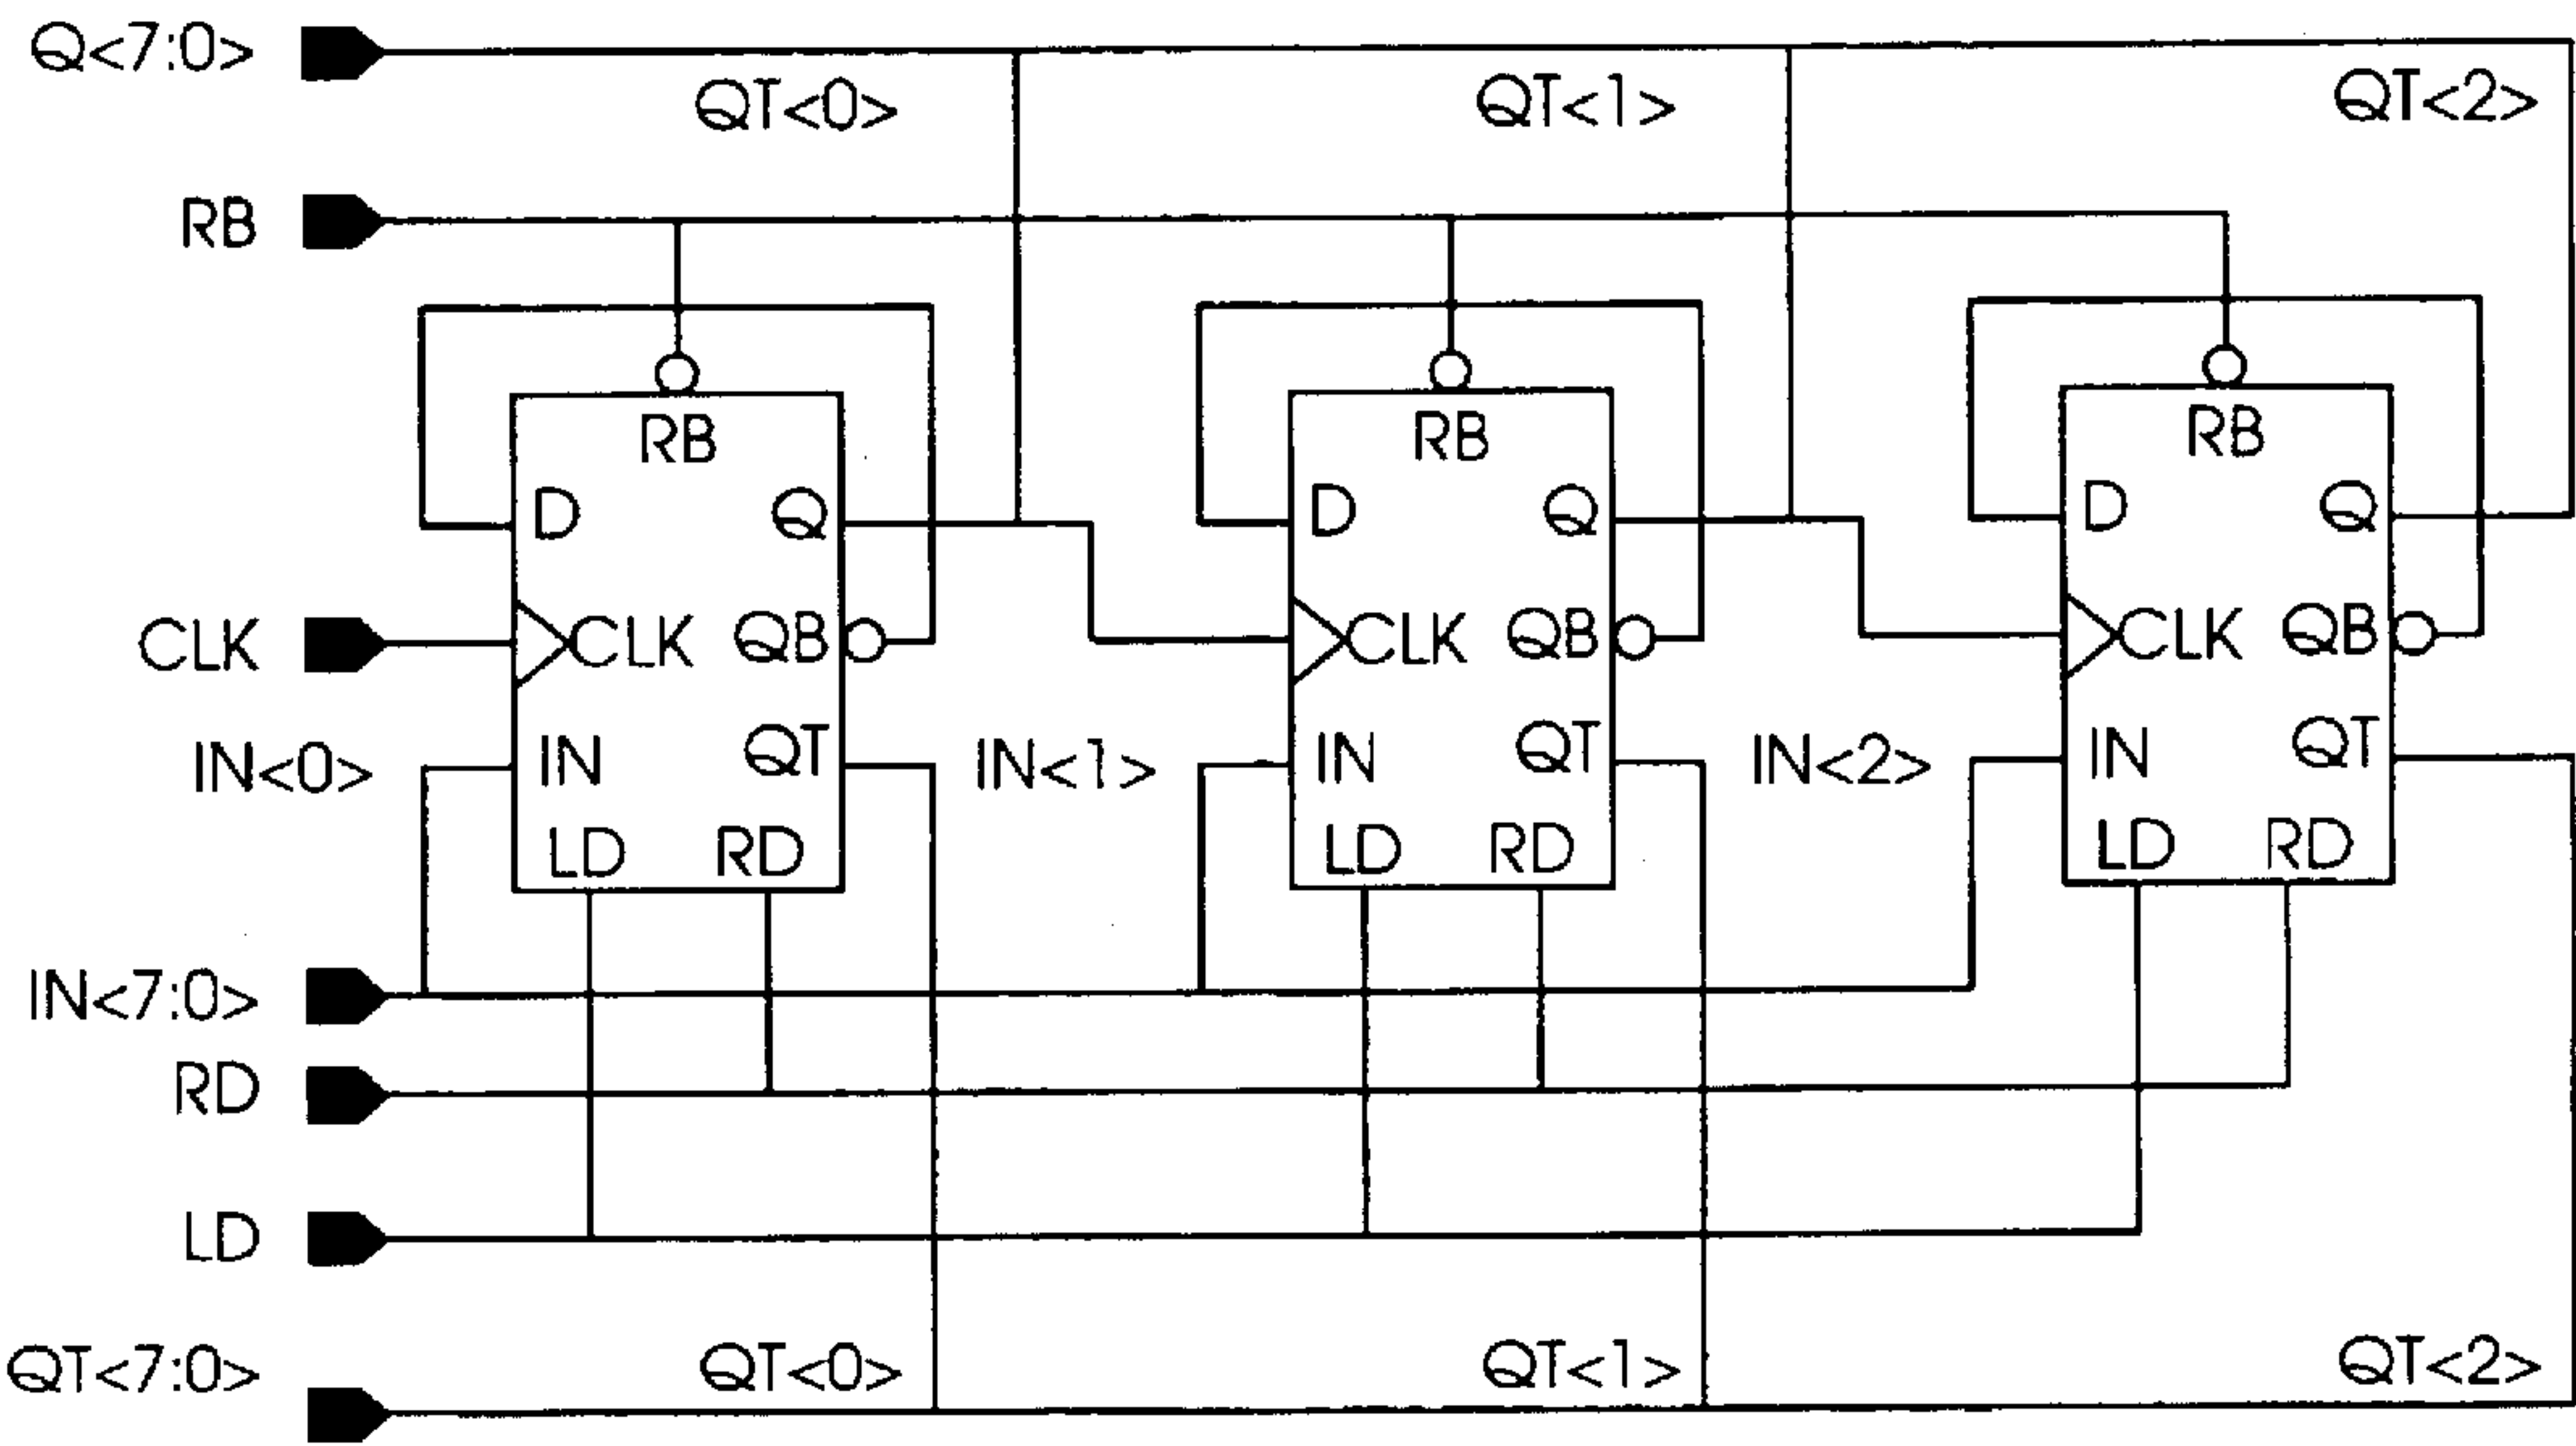 Q<7:0>
QT<0>
QT<1>
QT<2>
RB
RB
RB
RB
D
Q
D
Q
D
Q
CLK
CLK
QB
CLK
QB
CLK
QB
IN<0>
IN
QT
IN<1>
IN
QT
IN<2>
IN
QT
LD
RD
LD
RD
LD
RD
IN<7:0>
RD
LD
QT<7:0>
QT<0>
QT<1>
QT<2>